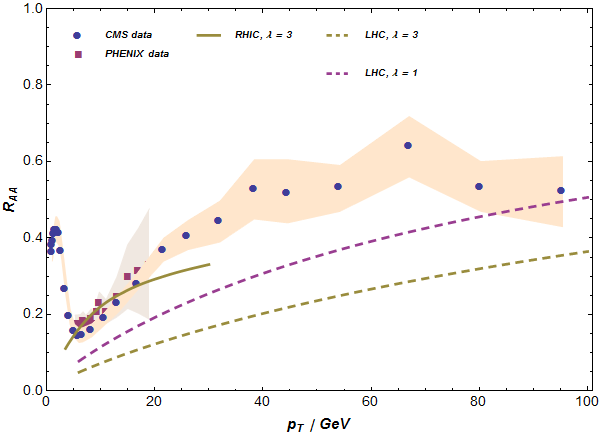 1.0
CMS data
RHIC, λ = 3
LHC, λ = 3
PHENIX data
LHC, λ = 1
0.8
0.6
R_AA
0.4
0.2
0.0
0 20 40 60 80 100
p_T / GeV